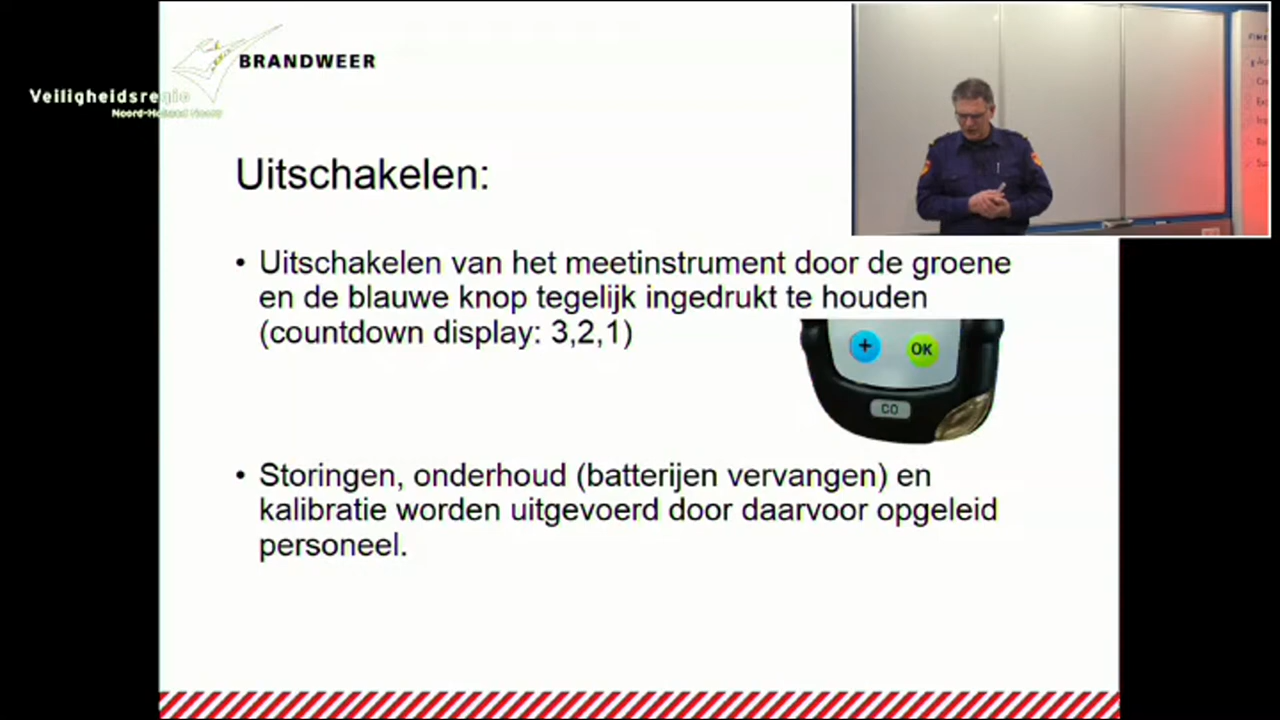 BRANDWEER
Veiligheidsregio
Noord-Holland Noord
Uitschakelen:
• Uitschakelen van het meetinstrument door de groene
en de blauwe knop tegelijk ingedrukt te houden
(countdown display: 3,2,1)
+ OK
CO
• Storingen, onderhoud (batterijen vervangen) en
kalibratie worden uitgevoerd door daarvoor opgeleid
personeel.